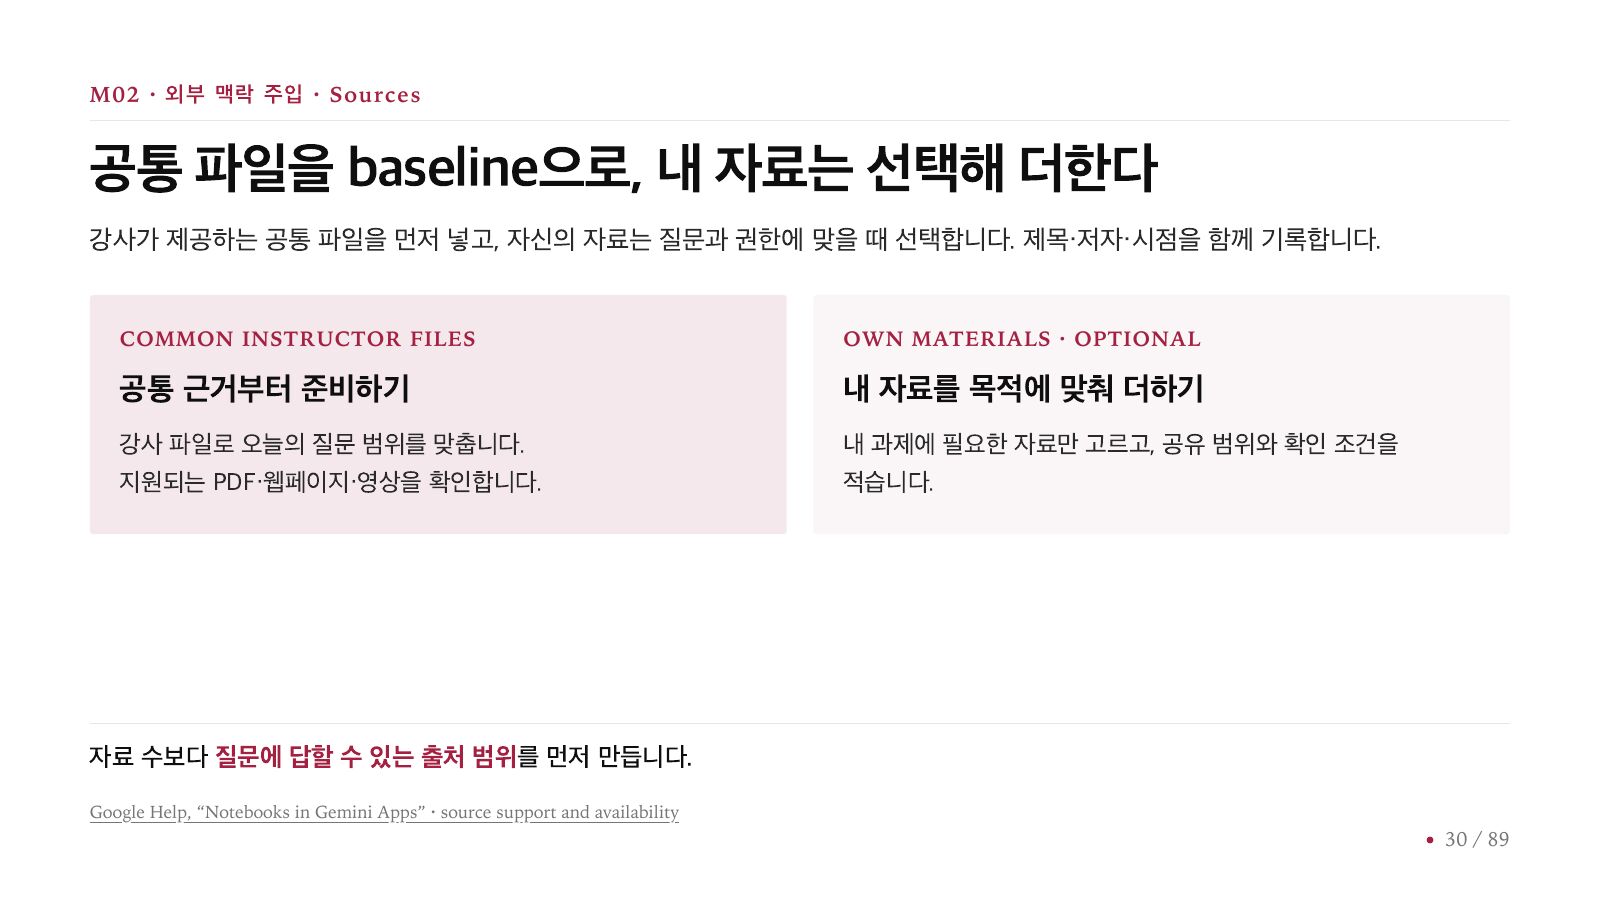 M02 · 외부 맥락 주입 · Sources
공통 파일을 baseline으로, 내 자료는 선택해 더한다
강사가 제공하는 공통 파일을 먼저 넣고, 자신의 자료는 질문과 권한에 맞을 때 선택합니다. 제목·저자·시점을 함께 기록합니다.
COMMON INSTRUCTOR FILES
공통 근거부터 준비하기
강사 파일로 오늘의 질문 범위를 맞춥니다.
지원되는 PDF·웹페이지·영상을 확인합니다.
OWN MATERIALS · OPTIONAL
내 자료를 목적에 맞춰 더하기
내 과제에 필요한 자료만 고르고, 공유 범위와 확인 조건을
적습니다.
자료 수보다 질문에 답할 수 있는 출처 범위를 먼저 만듭니다.
Google Help, “Notebooks in Gemini Apps” · source support and availability
30 / 89